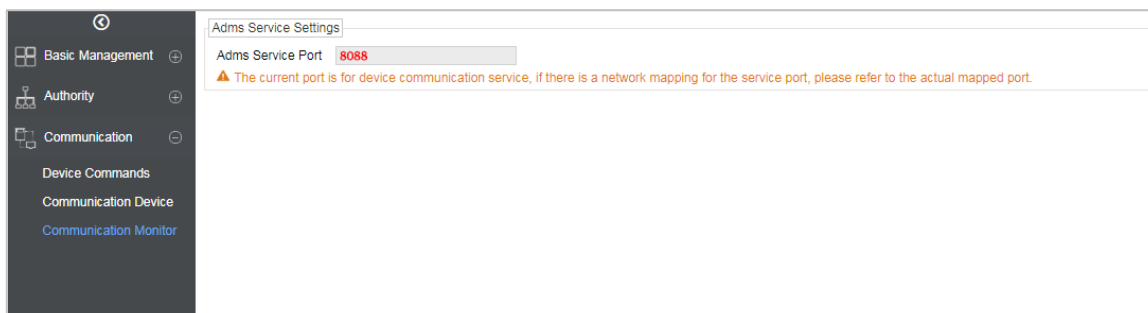 Basic Management
Authority
Communication
Device Commands
Communication Device
Communication Monitor
Adms Service Settings
Adms Service Port 8088
The current port is for device communication service, if there is a network mapping for the service port, please refer to the actual mapped port.